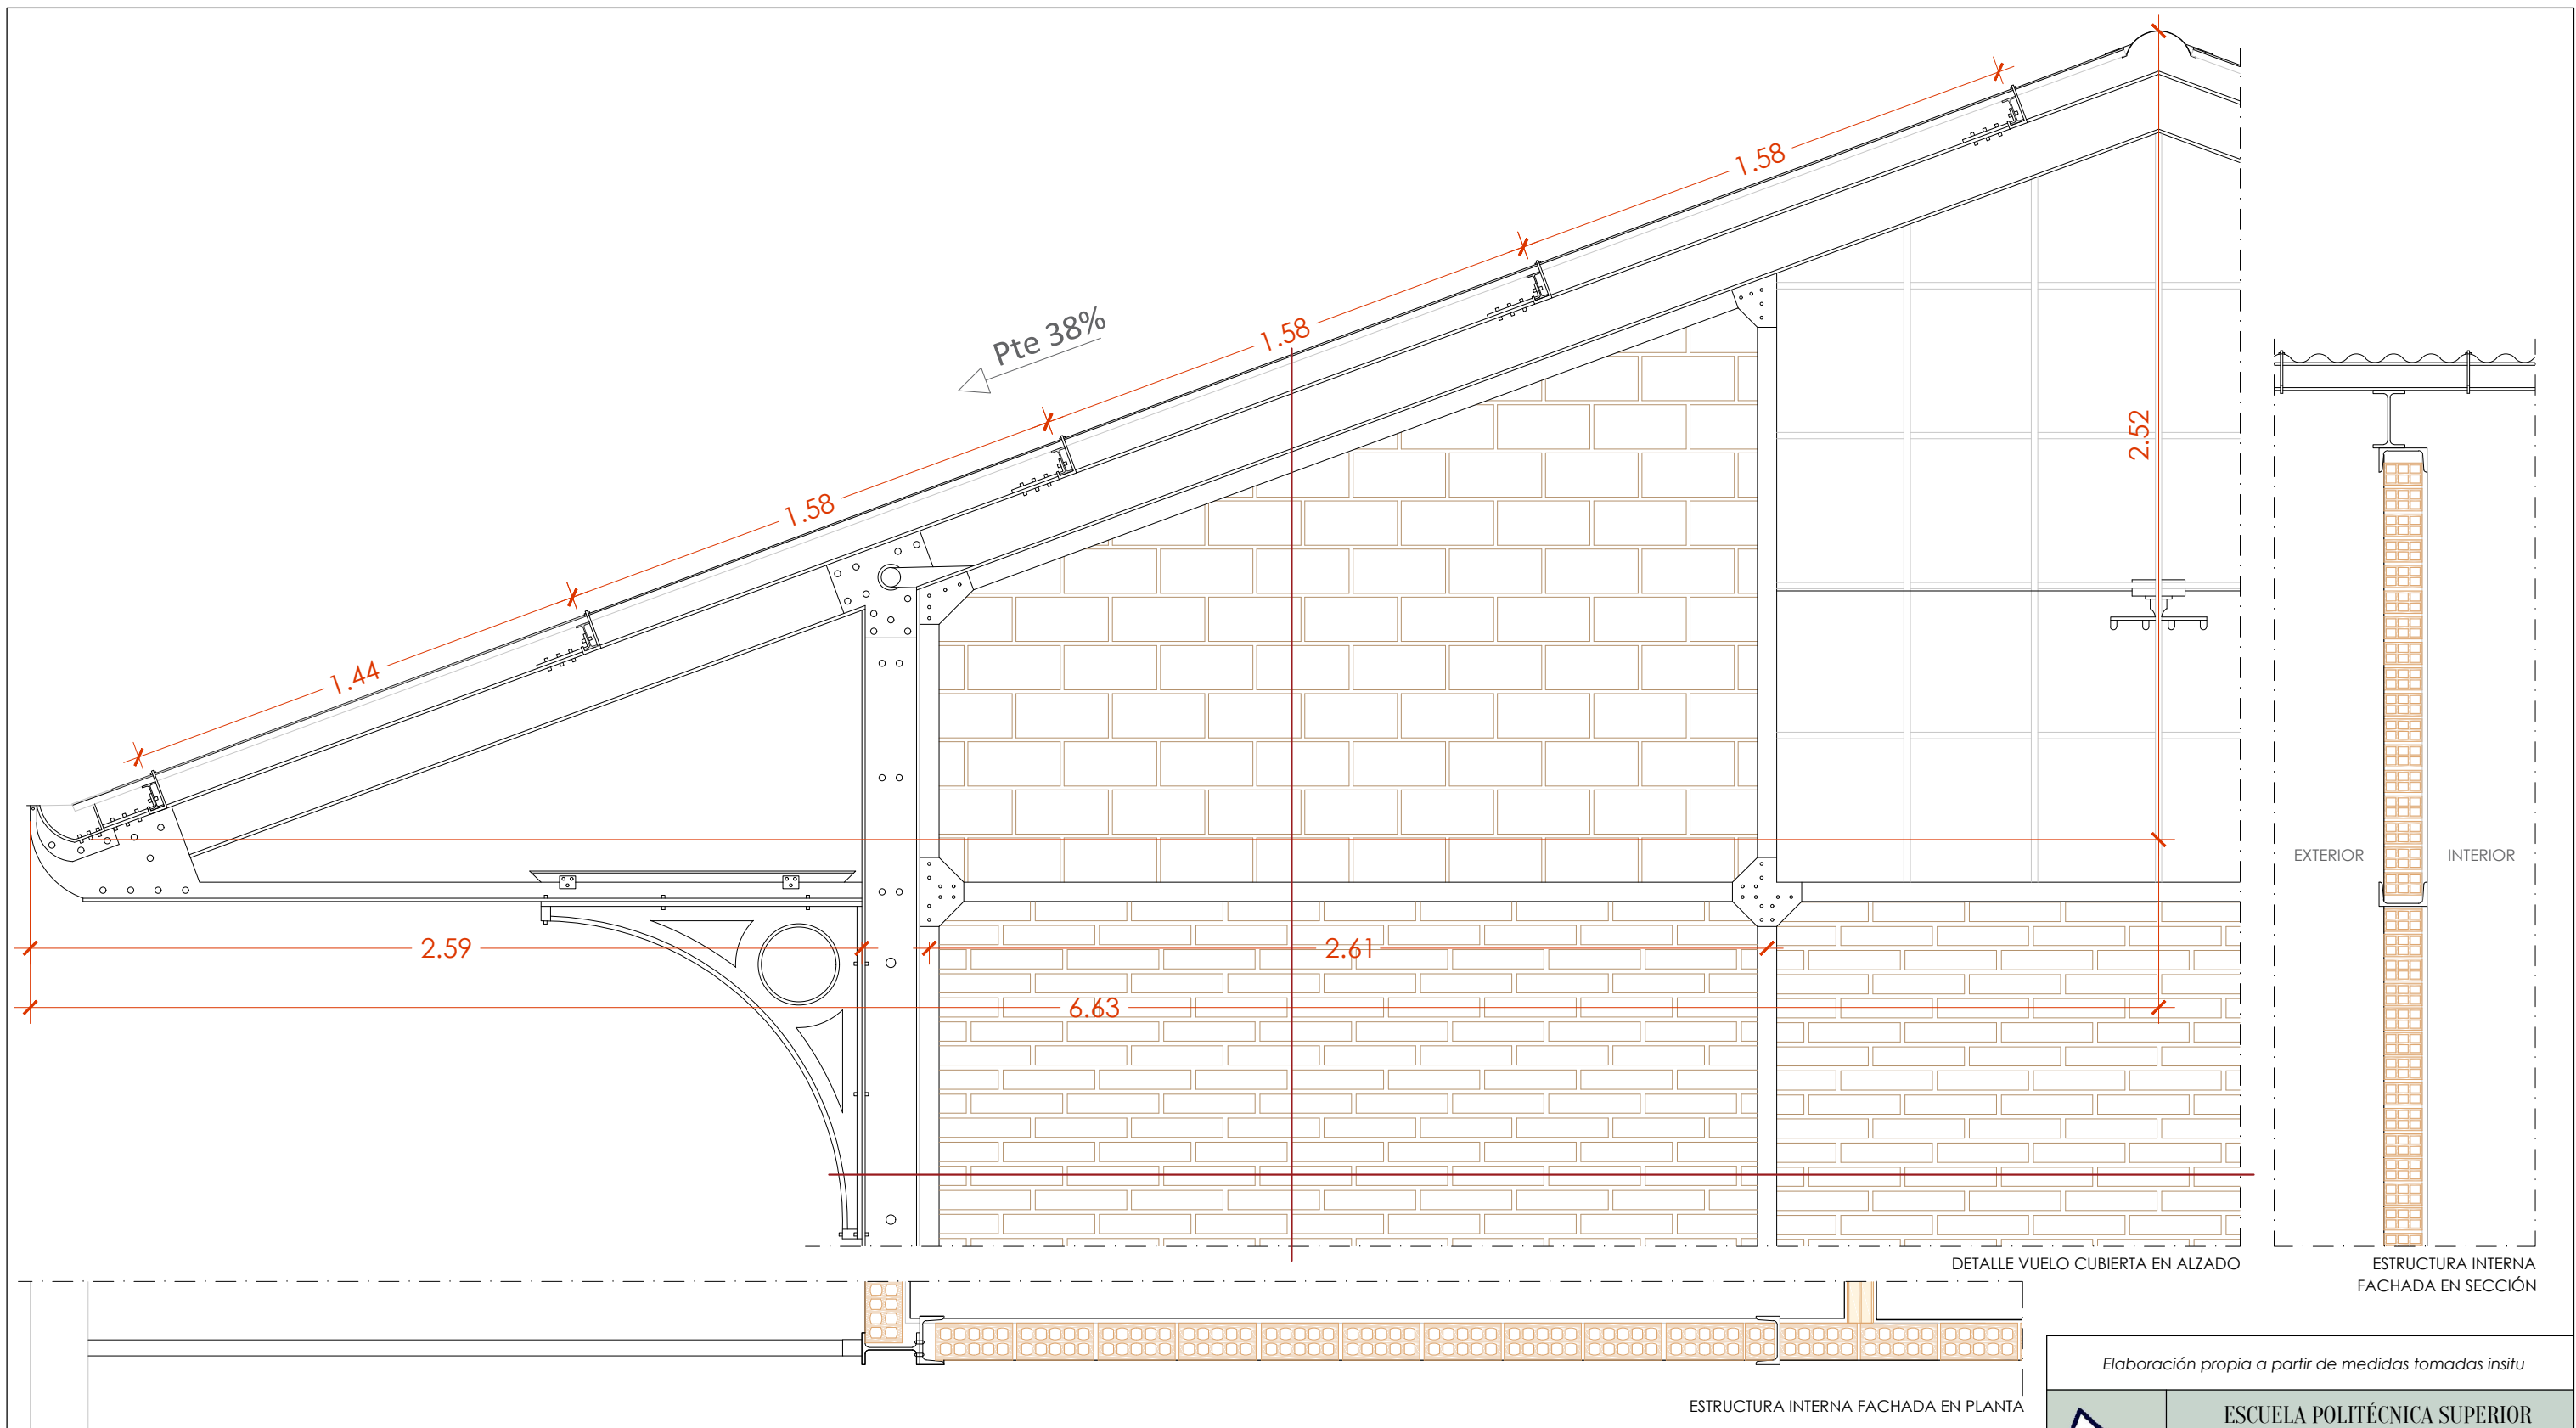 1.58
1.58
Pte 38%
2.52
1.58
1.44
EXTERIOR
INTERIOR
2.59
2.61
6.63
DETALLE VUELO CUBIERTA EN ALZADO
ESTRUCTURA INTERNA
FACHADA EN SECCIÓN
Elaboración propia a partir de medidas tomadas insitu
ESTRUCTURA INTERNA FACHADA EN PLANTA
ESCUELA POLITÉCNICA SUPERIOR